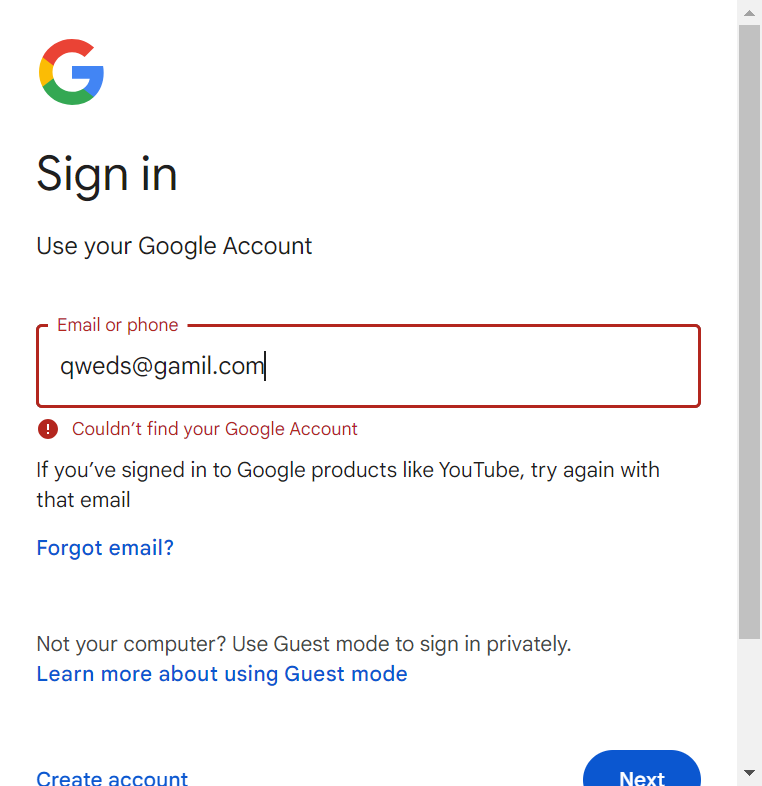 Sign in
Use your Google Account
Email or phone
qweds@gamil.com
Couldn’t find your Google Account
If you’ve signed in to Google products like YouTube, try again with
that email
Forgot email?
Not your computer? Use Guest mode to sign in privately.
Learn more about using Guest mode
Create account
Next